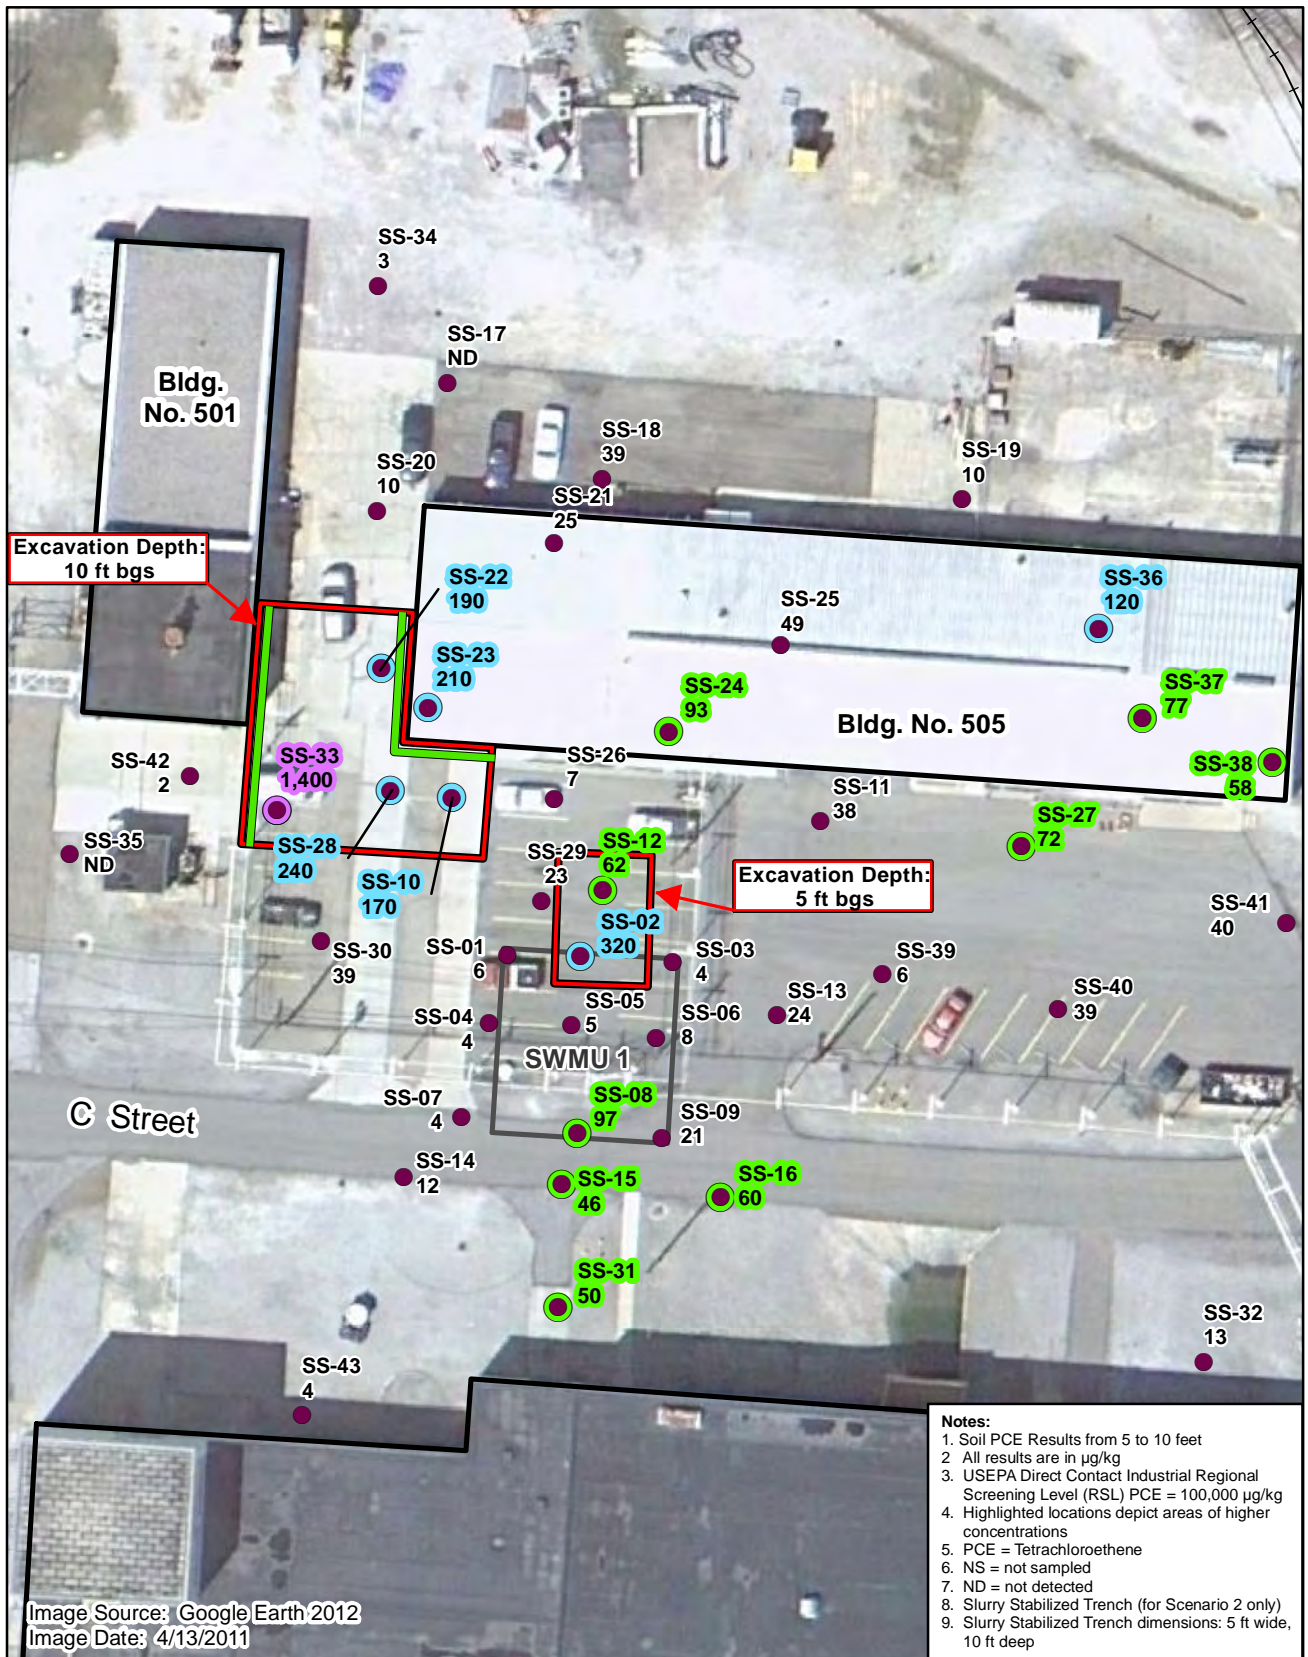 SS-34
3
SS-17
ND
Bldg.
No. 501
SS-18
39
SS-19
10
SS-20
10
SS-21
25
Excavation Depth:
10 ft bgs
SS-22
190
SS-36
120
SS-25
49
SS-23
210
SS-24
93
SS-37
77
Bldg. No. 505
SS-33
1,400
SS-42
2
SS-26
7
SS-38
58
SS-11
38
SS-27
72
SS-35
ND
SS-28
240
SS-12
62
SS-29
23
SS-10
170
Excavation Depth:
5 ft bgs
SS-02
320
SS-41
40
SS-30
39
SS-01
6
SS-03
4
SS-39
6
SS-13
24
SS-40
39
SS-05
5
SS-04
4
SS-06
8
SWMU 1
SS-07
4
SS-08
97
SS-09
21
C Street
SS-14
12
SS-15
46
SS-16
60
SS-31
50
SS-32
13
SS-43
4
Notes:
1. Soil PCE Results from 5 to 10 feet
2 All results are in µg/kg
3. USEPA Direct Contact Industrial Regional
Screening Level (RSL) PCE = 100,000 µg/kg
4. Highlighted locations depict areas of higher
concentrations
5. PCE = Tetrachloroethene
6. NS = not sampled
7. ND = not detected
8. Slurry Stabilized Trench (for Scenario 2 only)
9. Slurry Stabilized Trench dimensions: 5 ft wide,
10 ft deep
Image Source: Google Earth 2012
Image Date: 4/13/2011